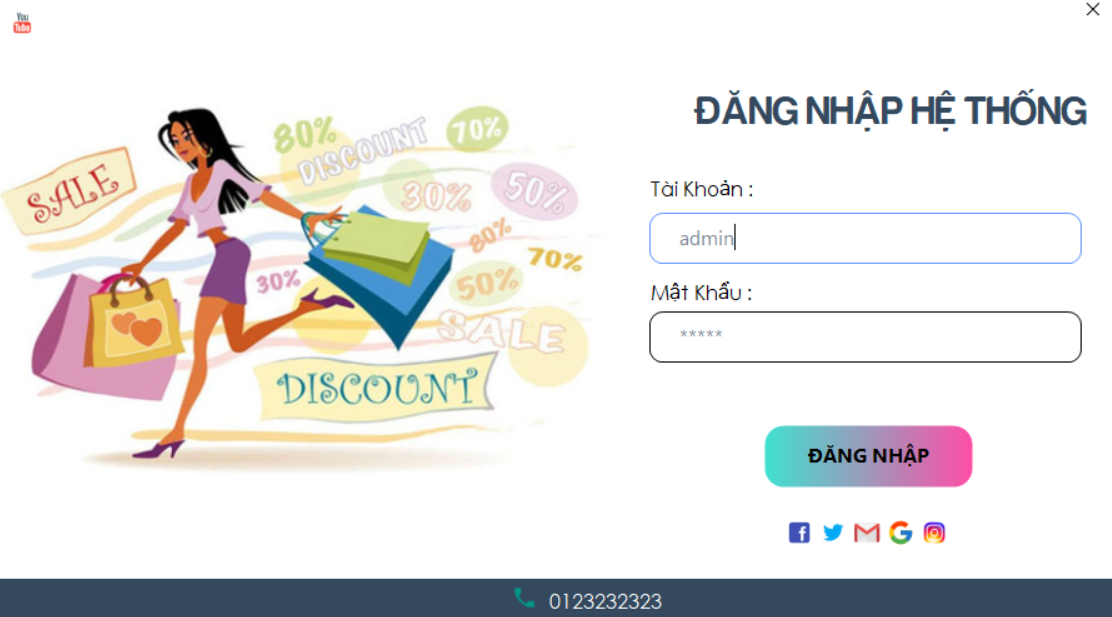 You
Tube
ĐĂNG NHẬP HỆ THỐNG
SALE
80%
DISCOUNT
70%
30%
50%
80%
70%
30%
50%
SALE
DISCOUNT
Tài Khoản :
admin
Mật Khẩu :
*****
ĐĂNG NHẬP
0123232323